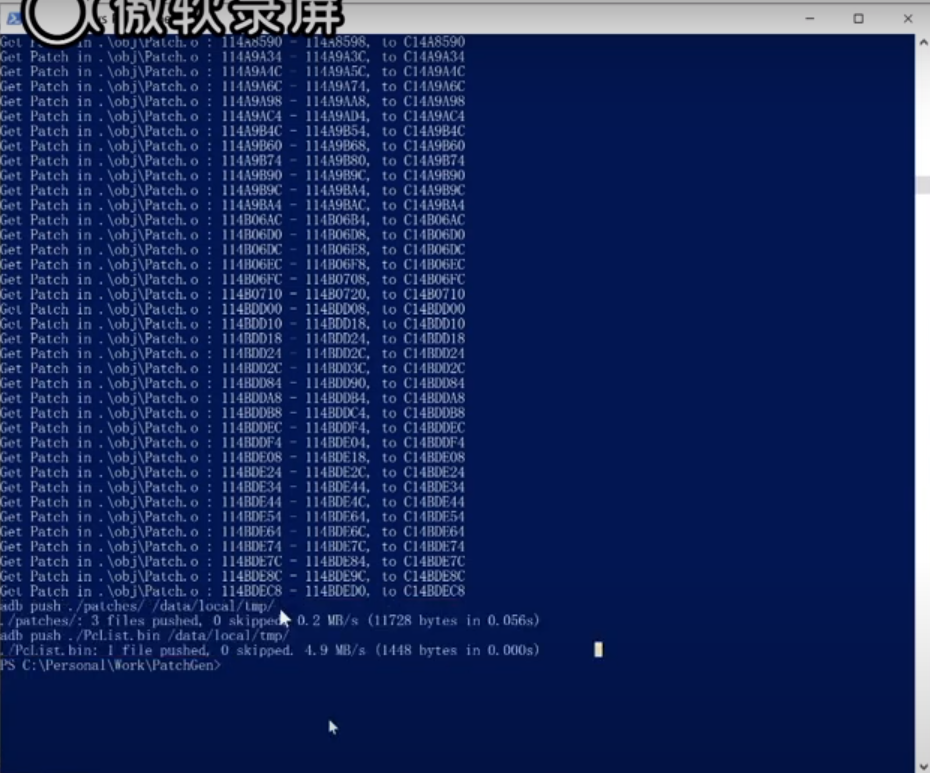 傲软录屏
Get Patch in .\obj\Patch.o : 114A8590 - 114A8598, to C14A8590
Get Patch in .\obj\Patch.o : 114A9A34 - 114A9A3C, to C14A9A34
Get Patch in .\obj\Patch.o : 114A9A4C - 114A9A5C, to C14A9A4C
Get Patch in .\obj\Patch.o : 114A9A6C - 114A9A74, to C14A9A6C
Get Patch in .\obj\Patch.o : 114A9A98 - 114A9AA8, to C14A9A98
Get Patch in .\obj\Patch.o : 114A9AC4 - 114A9AD4, to C14A9AC4
Get Patch in .\obj\Patch.o : 114A9B4C - 114A9B54, to C14A9B4C
Get Patch in .\obj\Patch.o : 114A9B60 - 114A9B68, to C14A9B60
Get Patch in .\obj\Patch.o : 114A9B74 - 114A9B80, to C14A9B74
Get Patch in .\obj\Patch.o : 114A9B90 - 114A9B9C, to C14A9B90
Get Patch in .\obj\Patch.o : 114A9B9C - 114A9BA4, to C14A9B9C
Get Patch in .\obj\Patch.o : 114A9BA4 - 114A9BAC, to C14A9BA4
Get Patch in .\obj\Patch.o : 114B06AC - 114B06B4, to C14B06AC
Get Patch in .\obj\Patch.o : 114B06D0 - 114B06D8, to C14B06D0
Get Patch in .\obj\Patch.o : 114B06DC - 114B06E8, to C14B06DC
Get Patch in .\obj\Patch.o : 114B06EC - 114B06F8, to C14B06EC
Get Patch in .\obj\Patch.o : 114B06FC - 114B0708, to C14B06FC
Get Patch in .\obj\Patch.o : 114B0710 - 114B0720, to C14B0710
Get Patch in .\obj\Patch.o : 114BDD00 - 114BDD08, to C14BDD00
Get Patch in .\obj\Patch.o : 114BDD10 - 114BDD18, to C14BDD10
Get Patch in .\obj\Patch.o : 114BDD18 - 114BDD24, to C14BDD18
Get Patch in .\obj\Patch.o : 114BDD24 - 114BDD2C, to C14BDD24
Get Patch in .\obj\Patch.o : 114BDD2C - 114BDD3C, to C14BDD2C
Get Patch in .\obj\Patch.o : 114BDD84 - 114BDD90, to C14BDD84
Get Patch in .\obj\Patch.o : 114BDDA8 - 114BDDB4, to C14BDDA8
Get Patch in .\obj\Patch.o : 114BDDB8 - 114BDDC4, to C14BDDB8
Get Patch in .\obj\Patch.o : 114BDDEC - 114BDDF4, to C14BDDEC
Get Patch in .\obj\Patch.o : 114BDDF4 - 114BDE04, to C14BDDF4
Get Patch in .\obj\Patch.o : 114BDE08 - 114BDE18, to C14BDE08
Get Patch in .\obj\Patch.o : 114BDE24 - 114BDE2C, to C14BDE24
Get Patch in .\obj\Patch.o : 114BDE34 - 114BDE44, to C14BDE34
Get Patch in .\obj\Patch.o : 114BDE44 - 114BDE4C, to C14BDE44
Get Patch in .\obj\Patch.o : 114BDE54 - 114BDE64, to C14BDE54
Get Patch in .\obj\Patch.o : 114BDE64 - 114BDE6C, to C14BDE64
Get Patch in .\obj\Patch.o : 114BDE74 - 114BDE7C, to C14BDE74
Get Patch in .\obj\Patch.o : 114BDE7C - 114BDE84, to C14BDE7C
Get Patch in .\obj\Patch.o : 114BDE8C - 114BDE9C, to C14BDE8C
Get Patch in .\obj\Patch.o : 114BDEC8 - 114BDED0, to C14BDEC8
adb push ./patches/ /data/local/tmp/
./patches/: 3 files pushed, 0 skipped. 0.2 MB/s (11728 bytes in 0.056s)
adb push ./PcList.bin /data/local/tmp/
./PcList.bin: 1 file pushed, 0 skipped. 4.9 MB/s (1448 bytes in 0.000s)
PS C:\Personal\Work\PatchGen>